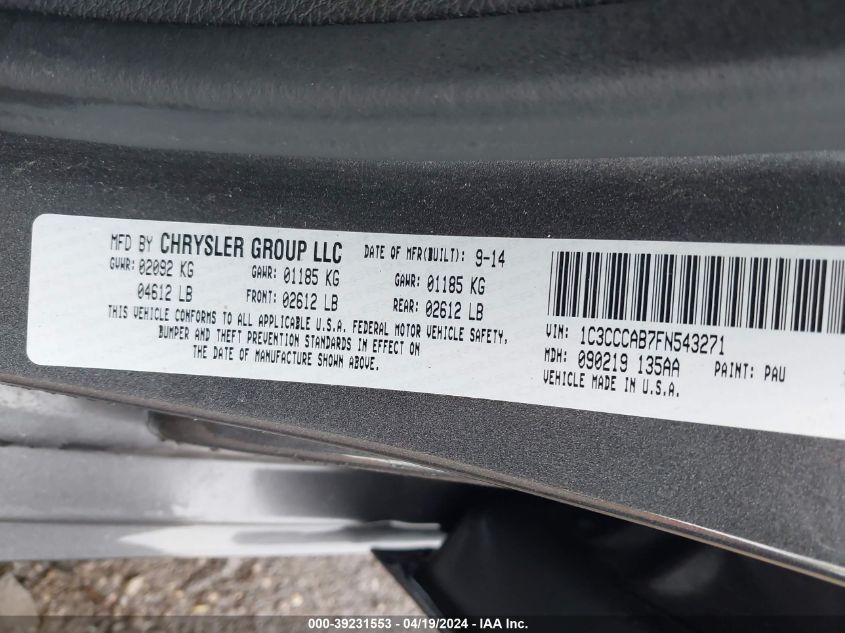 MFD BY CHRYSLER GROUP LLC DATE OF MFR(BUILT): 9-14
GVWR: 02092 KG GAWR: 01185 KG GAWR: 01185 KG
04612 LB FRONT: 02612 LB REAR: 02612 LB
THIS VEHICLE CONFORMS TO ALL APPLICABLE U.S.A. FEDERAL MOTOR VEHICLE SAFETY,
BUMPER AND THEFT PREVENTION STANDARDS IN EFFECT ON
THE DATE OF MANUFACTURE SHOWN ABOVE.
VIN: 1C3CCCAB7FN543271
MDH: 090219 135AA PAINT: PAU
VEHICLE MADE IN U.S.A.
000-39231553 - 04/19/2024 - IAA Inc.